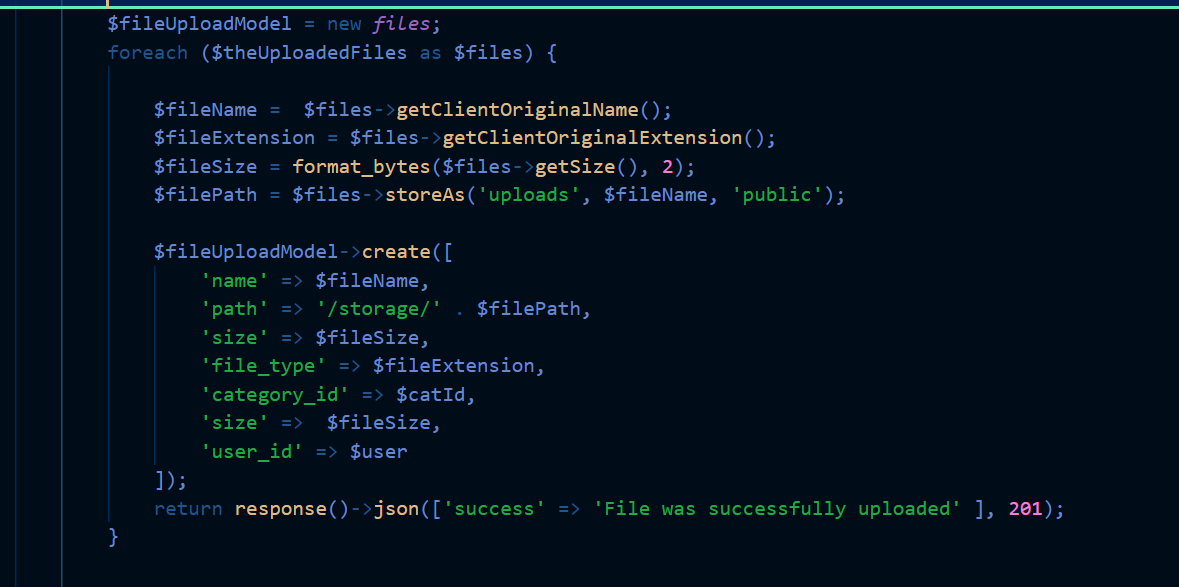 $fileUploadModel = new files;
foreach ($theUploadedFiles as $files) {
$fileName =  $files->getClientOriginalName();
$fileExtension = $files->getClientOriginalExtension();
$fileSize = format_bytes($files->getSize(), 2);
$filePath = $files->storeAs('uploads', $fileName, 'public');
$fileUploadModel->create([
'name' => $fileName,
'path' => '/storage/' . $filePath,
'size' => $fileSize,
'file_type' => $fileExtension,
'category_id' => $catId,
'size' =>  $fileSize,
'user_id' => $user
]);
return response()->json(['success' => 'File was successfully uploaded' ], 201);
}